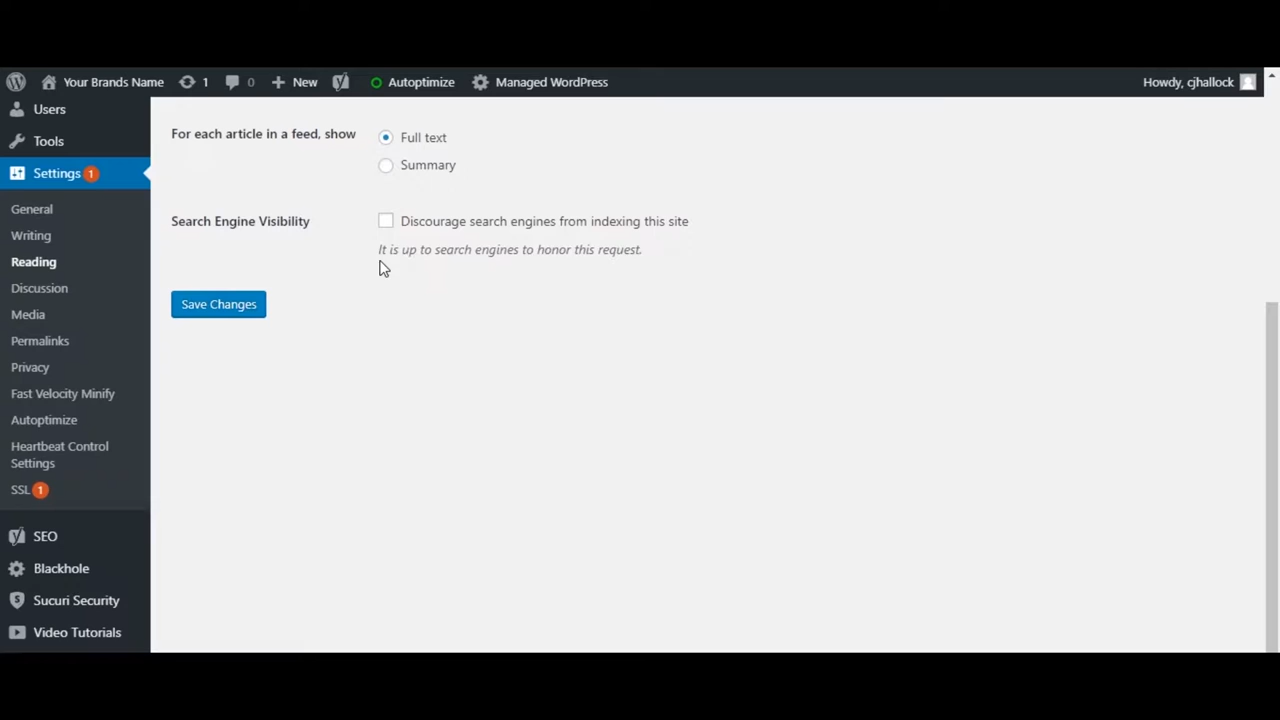 Your Brands Name 1 0 New Autoptimize Managed WordPress Howdy, cjhallock
Users
Tools
Settings 1
General
Writing
Reading
Discussion
Media
Permalinks
Privacy
Fast Velocity Minify
Autoptimize
Heartbeat Control
Settings
SSL 1
SEO
Blackhole
Sucuri Security
Video Tutorials
For each article in a feed, show
Full text
Summary
Search Engine Visibility
Discourage search engines from indexing this site
It is up to search engines to honor this request.
Save Changes